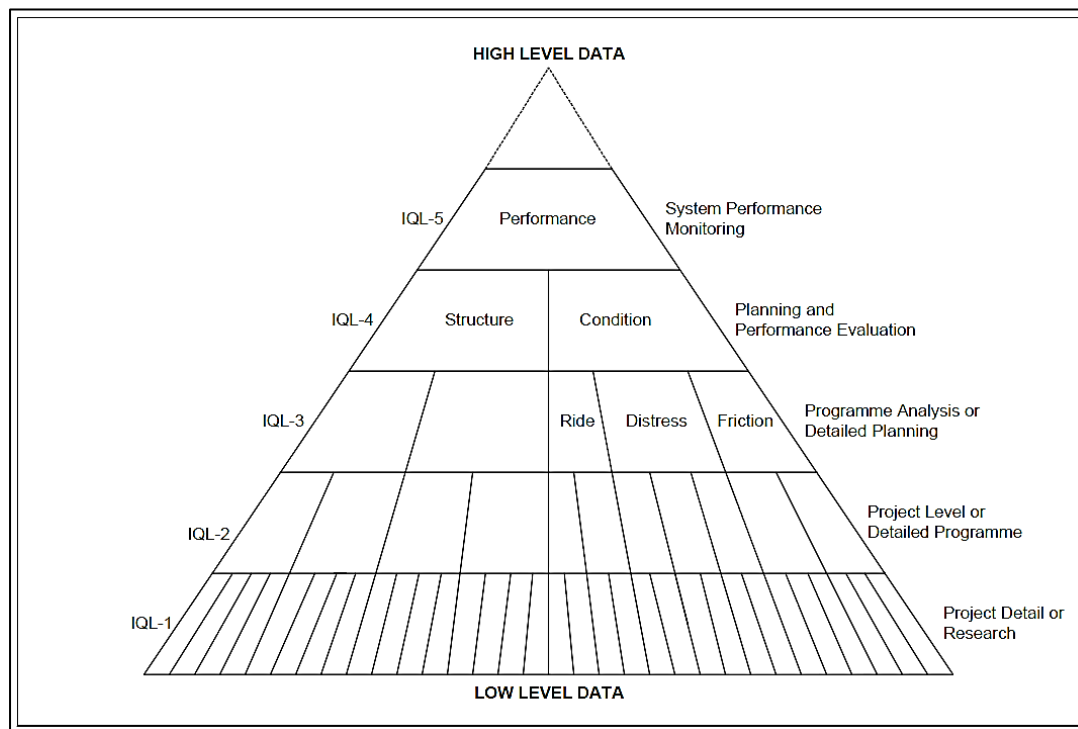 HIGH LEVEL DATA
IQL-5
Performance
System Performance
Monitoring
IQL-4
Structure
Condition
Planning and
Performance Evaluation
IQL-3
Ride
Distress
Friction
Programme Analysis or
Detailed Planning
IQL-2
Project Level or
Detailed Programme
IQL-1
Project Detail or
Research
LOW LEVEL DATA